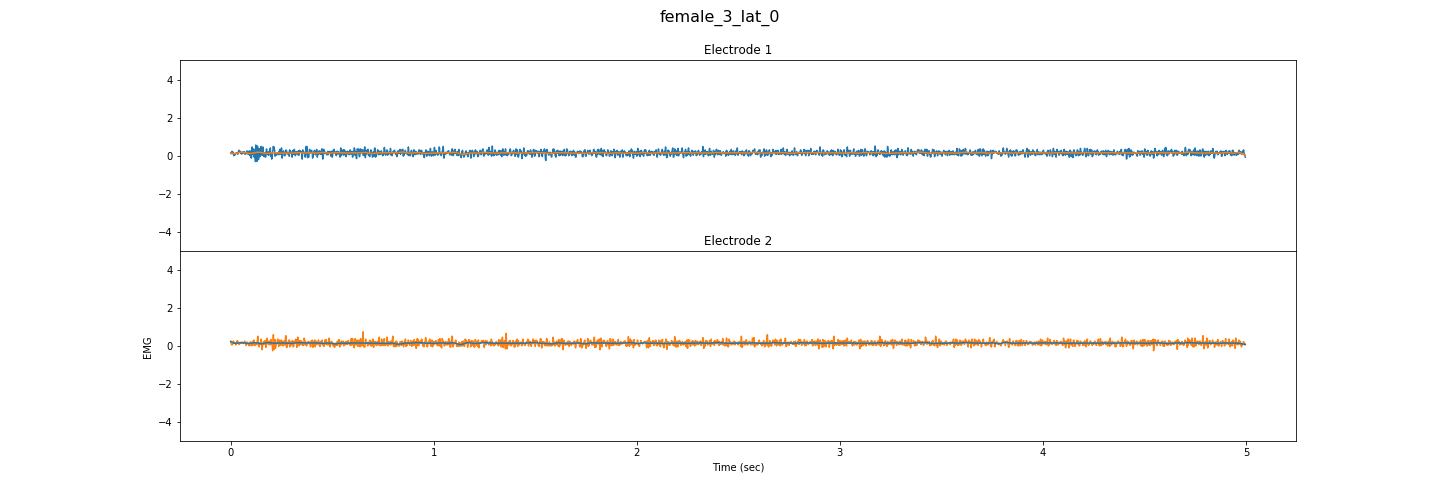 female_3_lat_0
Electrode 1
4
2
0
−2
−4
Electrode 2
4
2
0
−2
−4
EMG
0 1 2 3 4 5
Time (sec)